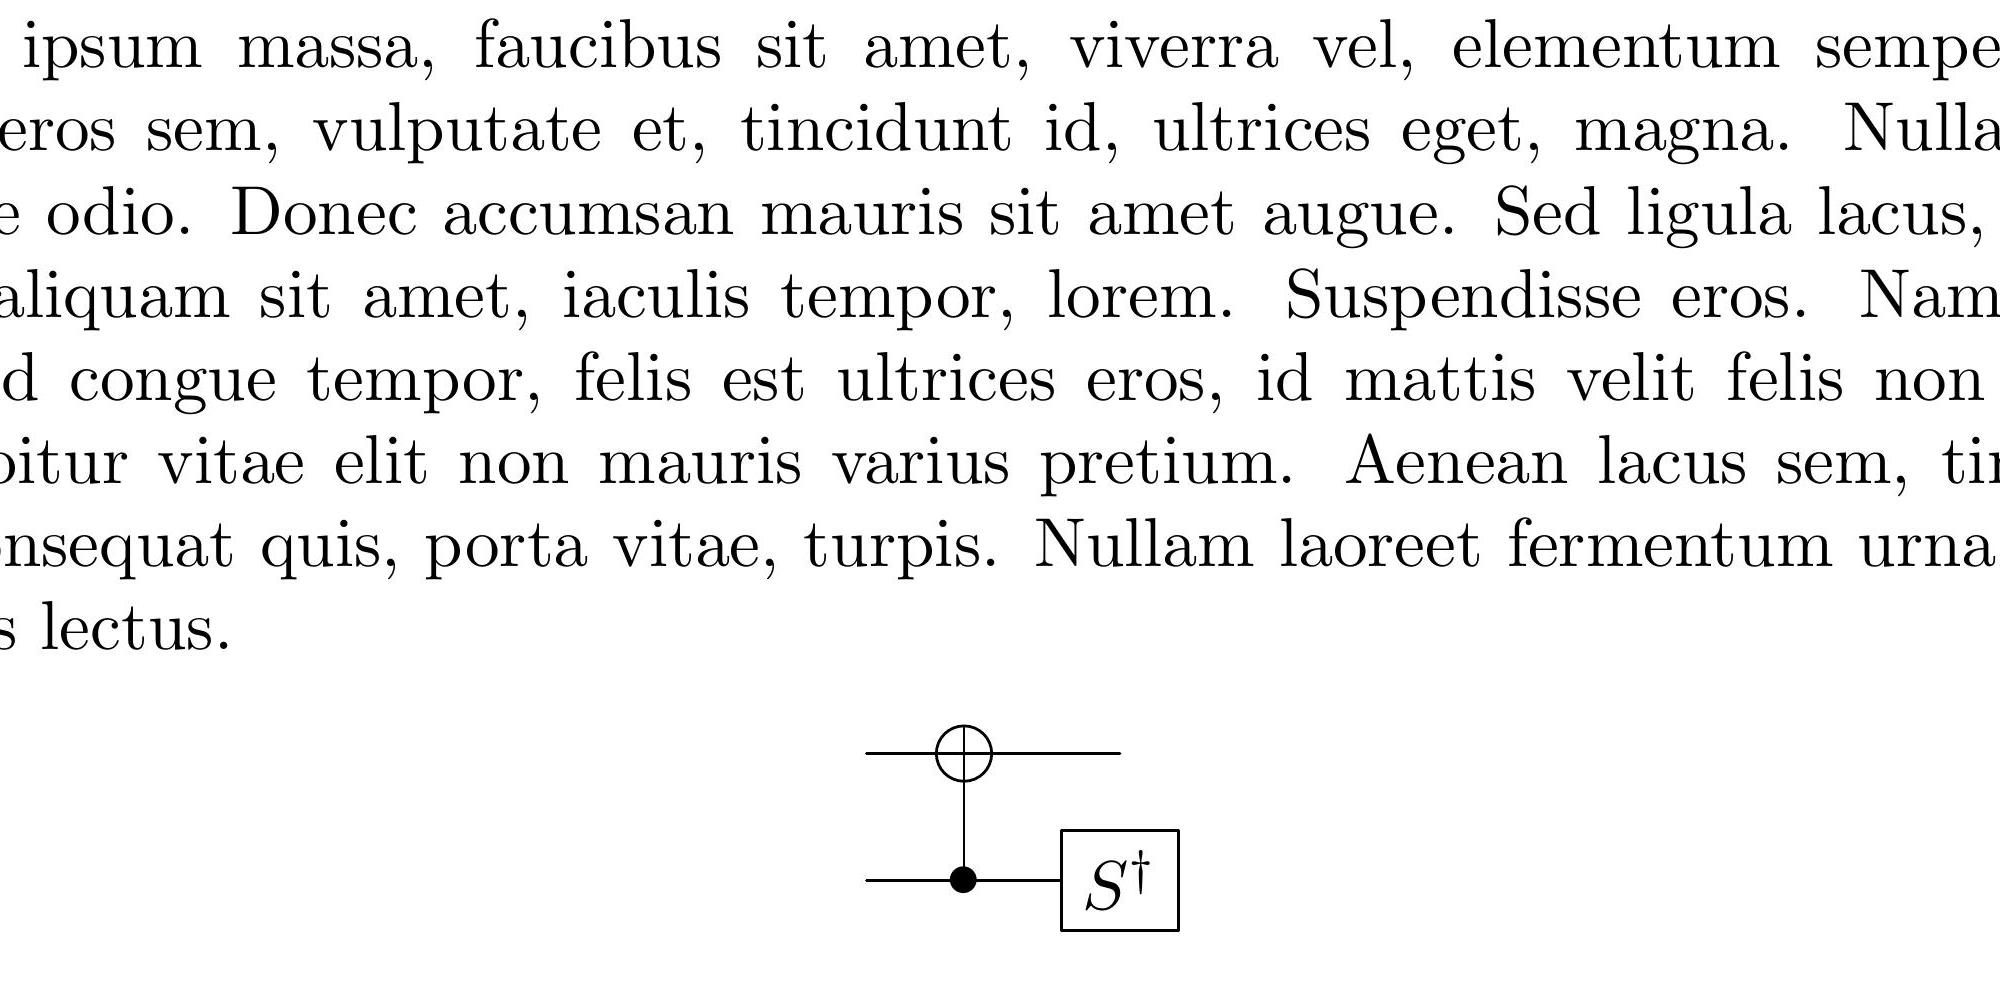 ipsum massa, faucibus sit amet, viverra vel, elementum sempe
eros sem, vulputate et, tincidunt id, ultrices eget, magna. Nulla
e odio. Donec accumsan mauris sit amet augue. Sed ligula lacus,
aliquam sit amet, iaculis tempor, lorem. Suspendisse eros. Nam
d congue tempor, felis est ultrices eros, id mattis velit felis non
bitur vitae elit non mauris varius pretium. Aenean lacus sem, tin
onsequat quis, porta vitae, turpis. Nullam laoreet fermentum urna
s lectus.
S†